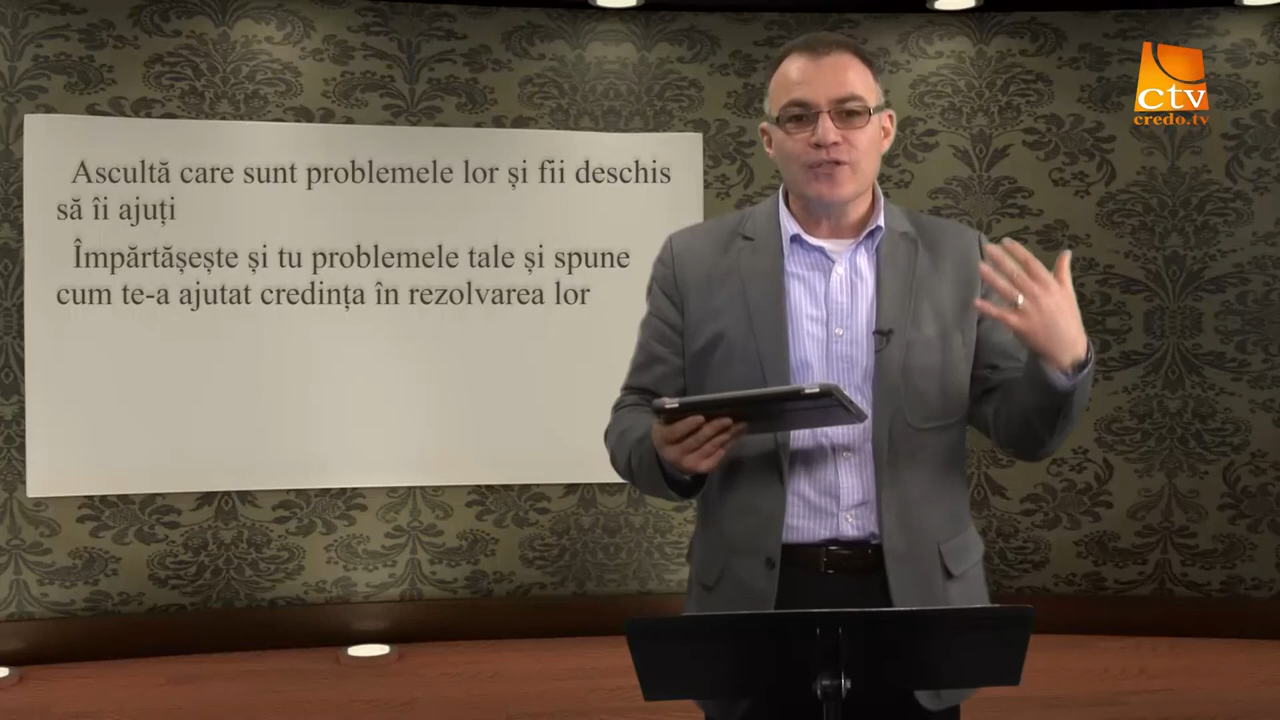 Ascultă care sunt problemele lor și fii deschis
să îi ajuți
Împărtășește și tu problemele tale și spune
cum te-a ajutat credința în rezolvarea lor
ctv
credo.tv